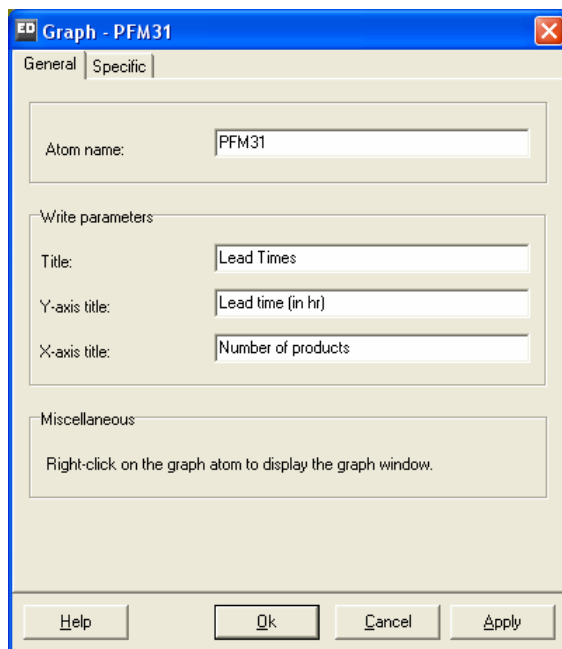 ED Graph - PFM31
General Specific
Atom name: PFM31
Write parameters
Title: Lead Times
Y-axis title: Lead time (in hr)
X-axis title: Number of products
Miscellaneous
Right-click on the graph atom to display the graph window.
Help Ok Cancel Apply